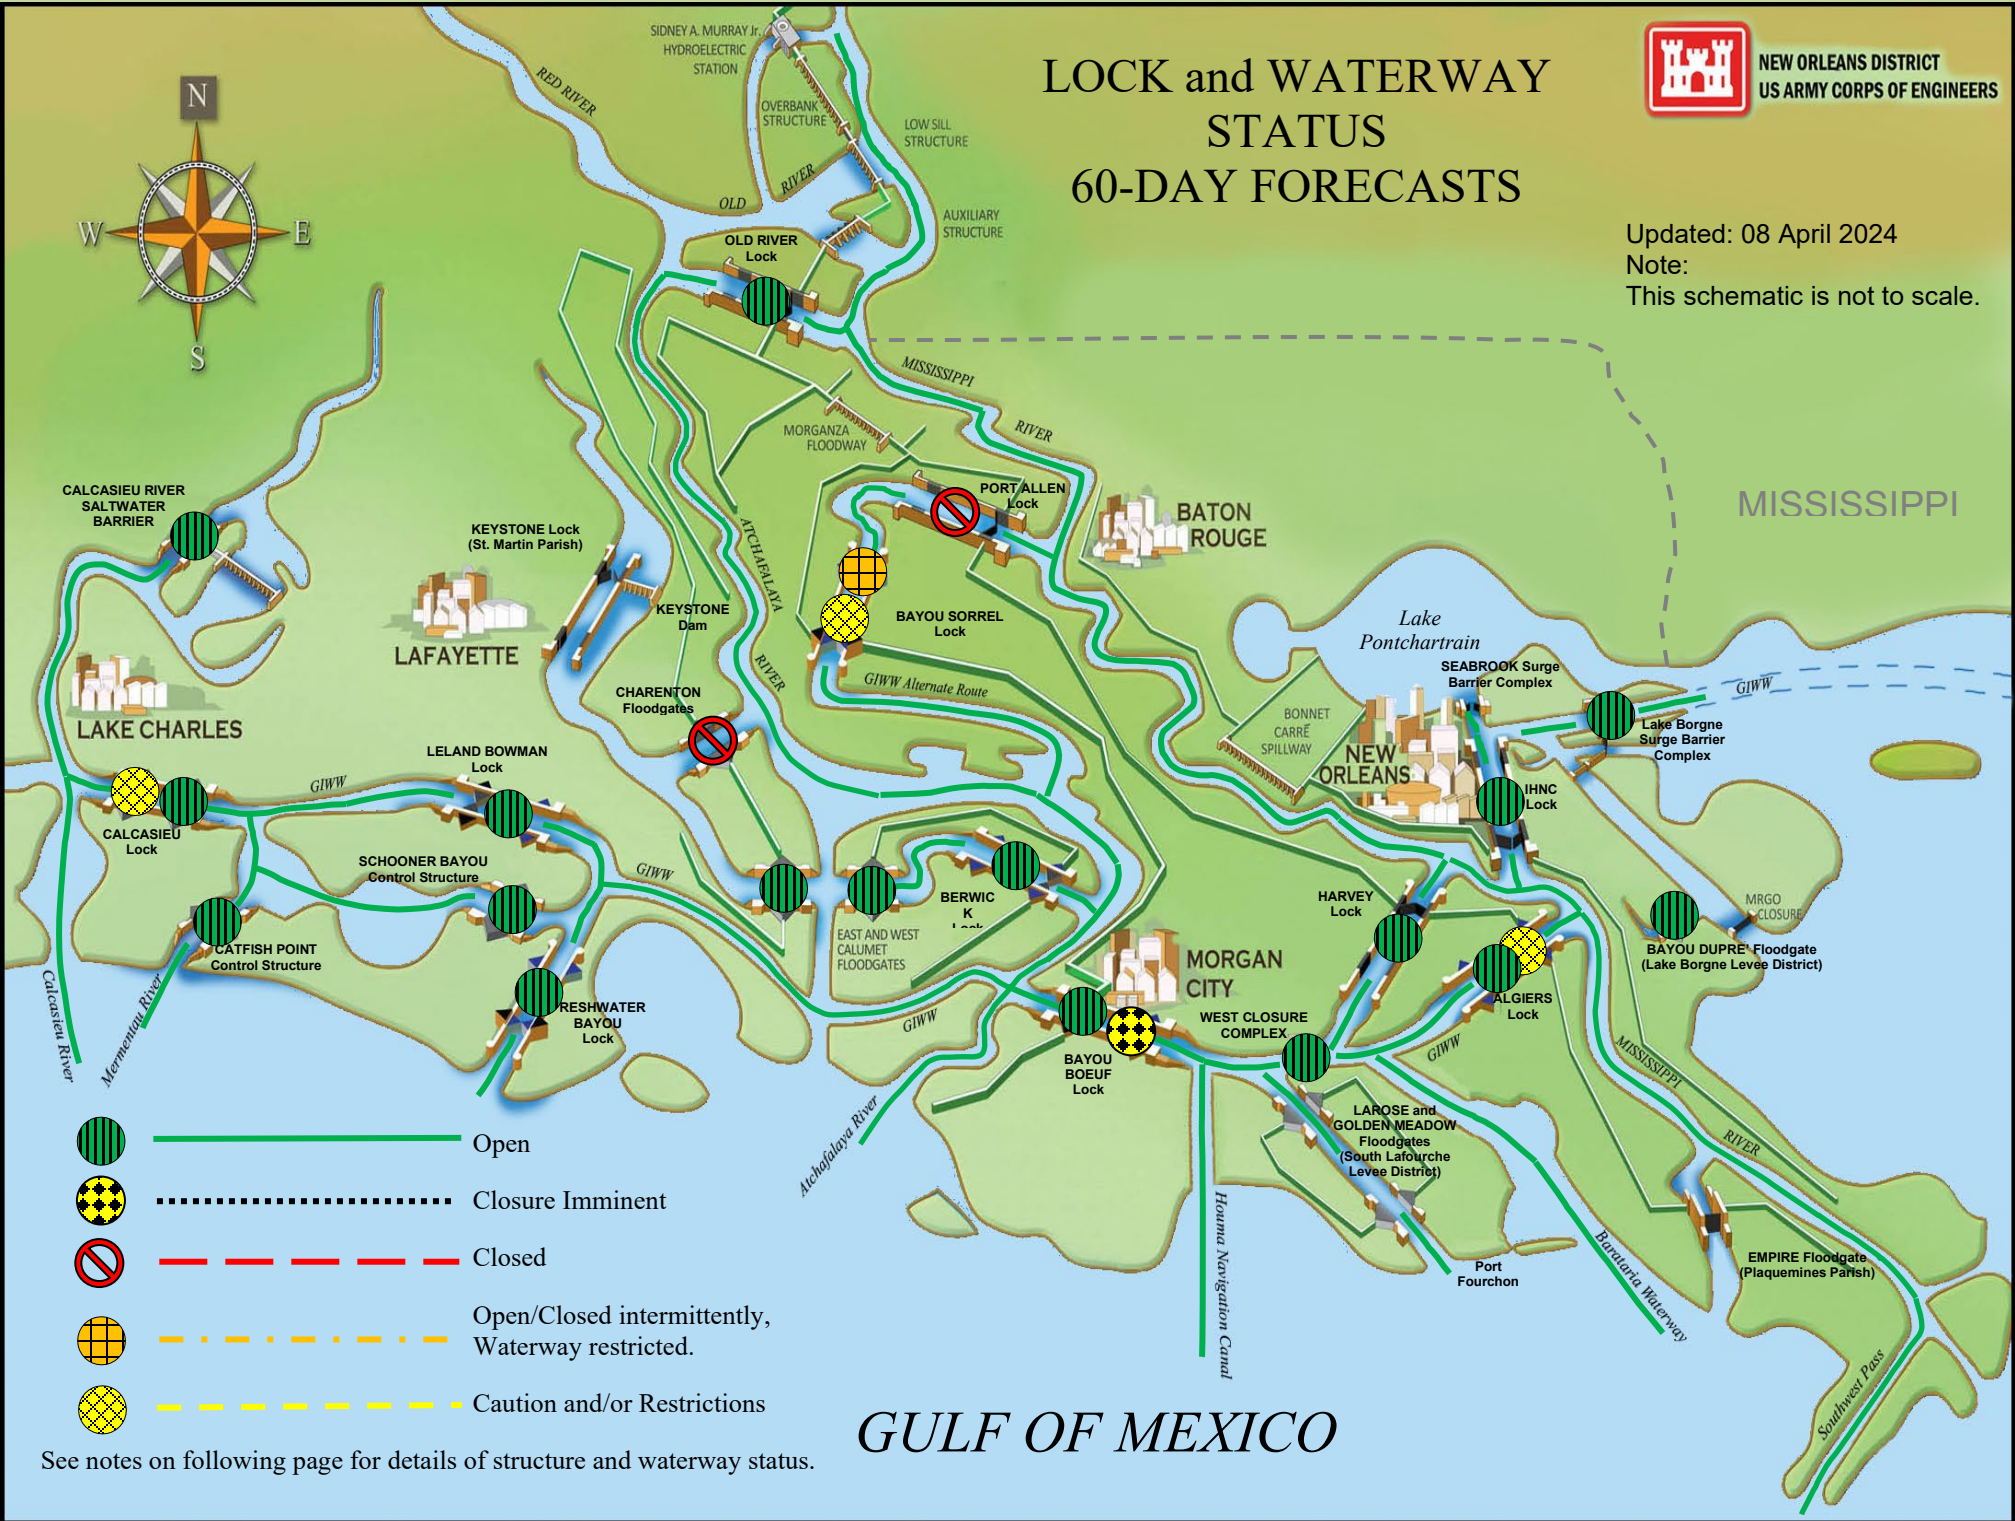 SIDNEY A. MURRAY Jr.
HYDROELECTRIC
STATION
LOCK and WATERWAY
STATUS
60-DAY FORECASTS
NEW ORLEANS DISTRICT
US ARMY CORPS OF ENGINEERS
Updated: 08 April 2024
Note:
This schematic is not to scale.
N
W
E
S
RED RIVER
OVERBANK
STRUCTURE
LOW SILL
STRUCTURE
OLD
RIVER
AUXILIARY
STRUCTURE
OLD RIVER
Lock
MISSISSIPPI
RIVER
MORGANZA
FLOODWAY
CALCASIEU RIVER
SALTWATER
BARRIER
KEYSTONE Lock
(St. Martin Parish)
PORT ALLEN
Lock
BATON
ROUGE
MISSISSIPPI
ATCHAFALAYA
RIVER
KEYSTONE
Dam
BAYOU SORREL
Lock
Lake
Pontchartrain
LAFAYETTE
SEABROOK Surge
Barrier Complex
GIWW
GIWW Alternate Route
CHARENTON
Floodgates
LAKE CHARLES
BONNET
CARRÉ
SPILLWAY
NEW
ORLEANS
Lake Borgne
Surge Barrier
Complex
LELAND BOWMAN
Lock
GIWW
IHNC
Lock
CALCASIEU
Lock
SCHOONER BAYOU
Control Structure
GIWW
BERWIC
K
Lock
HARVEY
Lock
MRGO
CLOSURE
EAST AND WEST
CALUMET
FLOODGATES
CATFISH POINT
Control Structure
MORGAN
CITY
BAYOU DUPRE' Floodgate
(Lake Borgne Levee District)
ALGIERS
Lock
RESHWATER
BAYOU
Lock
GIWW
WEST CLOSURE
COMPLEX
GIWW
BAYOU
BOEUF
Lock
Calcasieu River
Mermentau River
Atchafalaya River
MISSISSIPPI
RIVER
LAROSE and
GOLDEN MEADOW
Floodgates
(South Lafourche
Levee District)
Houma Navigation Canal
Port
Fourchon
Barataria Waterway
EMPIRE Floodgate
(Plaquemines Parish)
Southwest Pass
Open
Closure Imminent
Closed
Open/Closed intermittently,
Waterway restricted.
Caution and/or Restrictions
See notes on following page for details of structure and waterway status.
GULF OF MEXICO